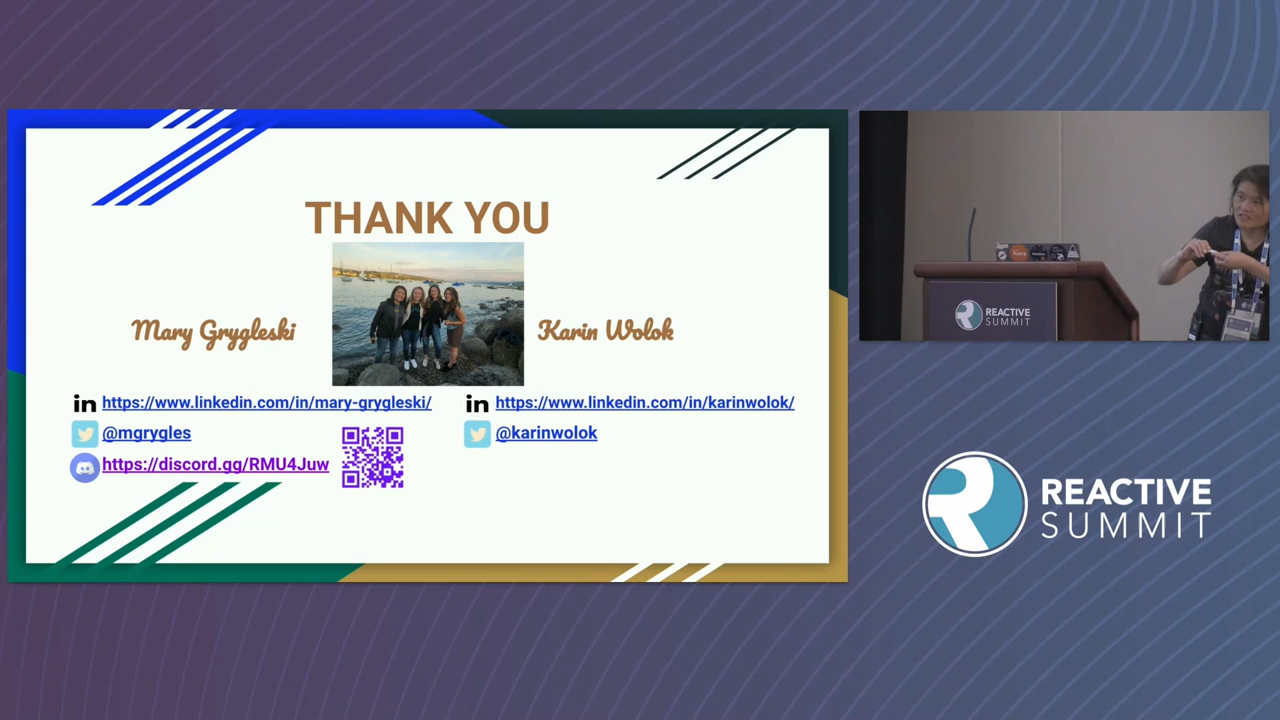 THANK YOU
Mary Grygleski
Karin Wolok
in https://www.linkedin.com/in/mary-grygleski/
in https://www.linkedin.com/in/karinwolok/
@mgrygles
@karinwolok
https://discord.gg/RMU4Juw
REACTIVE
SUMMIT
REACTIVE
SUMMIT